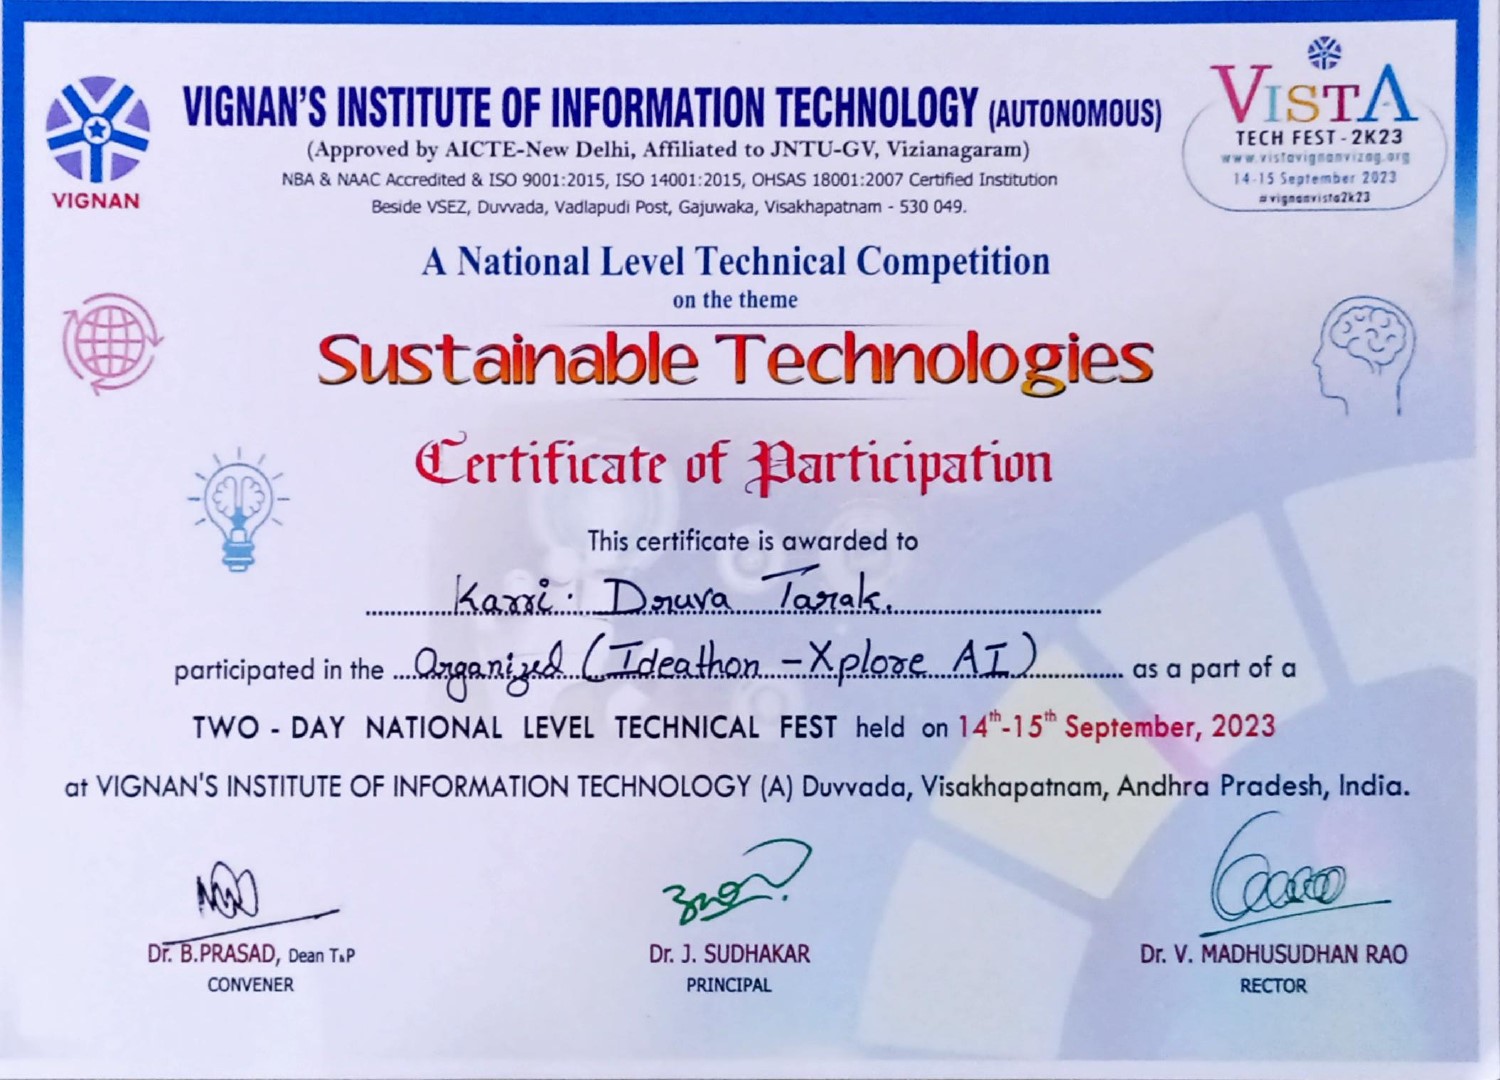 VIGNAN'S INSTITUTE OF INFORMATION TECHNOLOGY (AUTONOMOUS)
(Approved by AICTE-New Delhi, Affiliated to JNTU-GV, Vizianagaram)
NBA & NAAC Accredited & ISO 9001:2015, ISO 14001:2015, OHSAS 18001:2007 Certified Institution
Beside VSEZ, Duvvada, Vadlapudi Post, Gajuwaka, Visakhapatnam - 530 049.
VIGNAN
VISTA
TECH FEST - 2K23
www.vistavignanvizag.org
14-15 September 2023
#vignanvista2k23
A National Level Technical Competition
on the theme
Sustainable Technologies
Certificate of Participation
This certificate is awarded to
Karri. Druva Tarak.
participated in the Organized (Ideathon - Xplore AI) as a part of a
TWO - DAY NATIONAL LEVEL TECHNICAL FEST held on 14th-15th September, 2023
at VIGNAN'S INSTITUTE OF INFORMATION TECHNOLOGY (A) Duvvada, Visakhapatnam, Andhra Pradesh, India.
Dr. B.PRASAD, Dean T&P
CONVENER
Dr. J. SUDHAKAR
PRINCIPAL
Dr. V. MADHUSUDHAN RAO
RECTOR